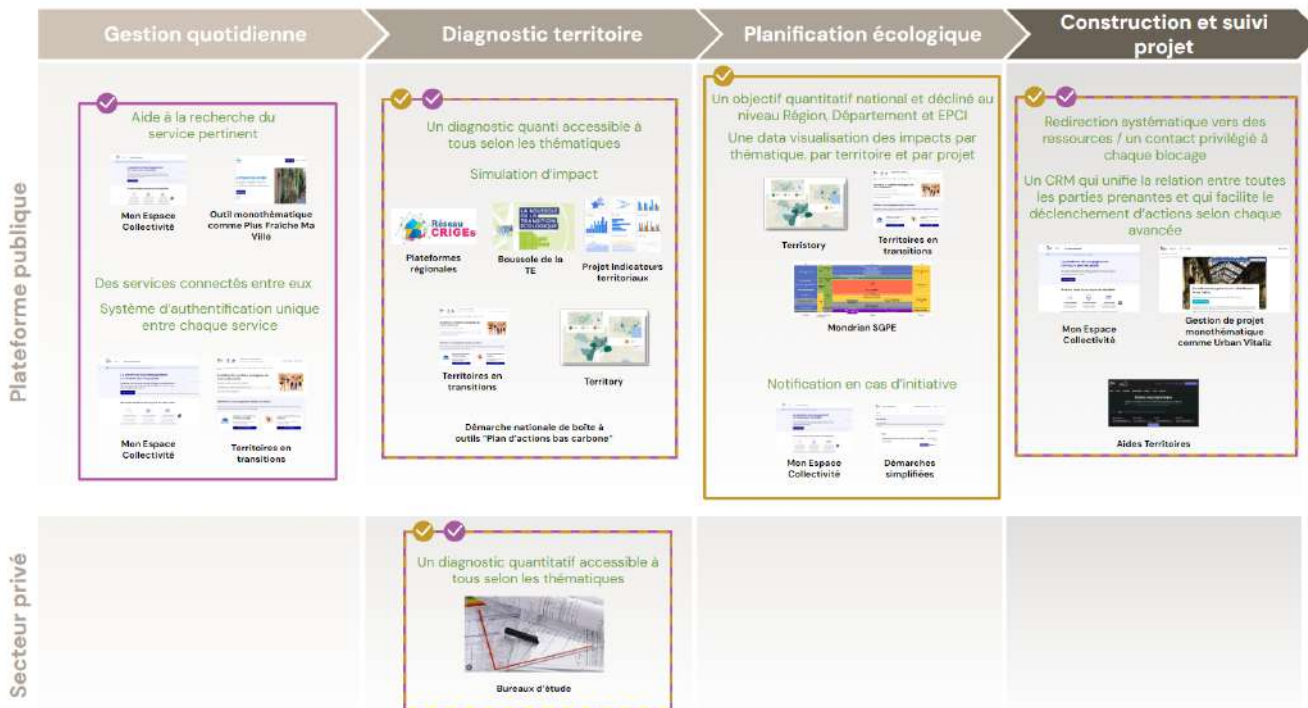 Gestion quotidienne
Diagnostic territoire
Planification écologique
Construction et suivi
projet
Plateforme publique
Aide à la recherche du
service pertinent
Mon Espace
Collectivité
Outil monothématique
comme Plus Fraîche Ma
Ville
Des services connectés entre eux
Système d'authentification unique
entre chaque service
Mon Espace
Collectivité
Territoires en
transitions
Un diagnostic quanti accessible à
tous selon les thématiques
Simulation d'impact
Réseau
CRIGEs
LA BOUSSOLE
DE LA
TRANSITION
ÉCOLOGIQUE
Plateformes
régionales
Boussole de la
TE
Projet Indicateurs
territoriaux
Territoires en
transitions
Territory
Démarche nationale de boîte à
outils "Plan d'actions bas carbone"
Un objectif quantitatif national et décliné au
niveau Région, Département et EPCI
Une data visualisation des impacts par
thématique, par territoire et par projet
Terristory
Territoires en
transitions
Mondrian SGPE
Notification en cas d'initiative
Mon Espace
Collectivité
Démarches
simplifiées
Redirection systématique vers des
ressources / un contact privilégié à
chaque blocage
Un CRM qui unifie la relation entre toutes
les parties prenantes et qui facilite le
déclenchement d'actions selon chaque
avancée
Mon Espace
Collectivité
Gestion de projet
monothématique
comme Urban Vitaliz
Aides Territoires
Secteur privé
Un diagnostic quantitatif accessible à
tous selon les thématiques
Bureaux d'étude